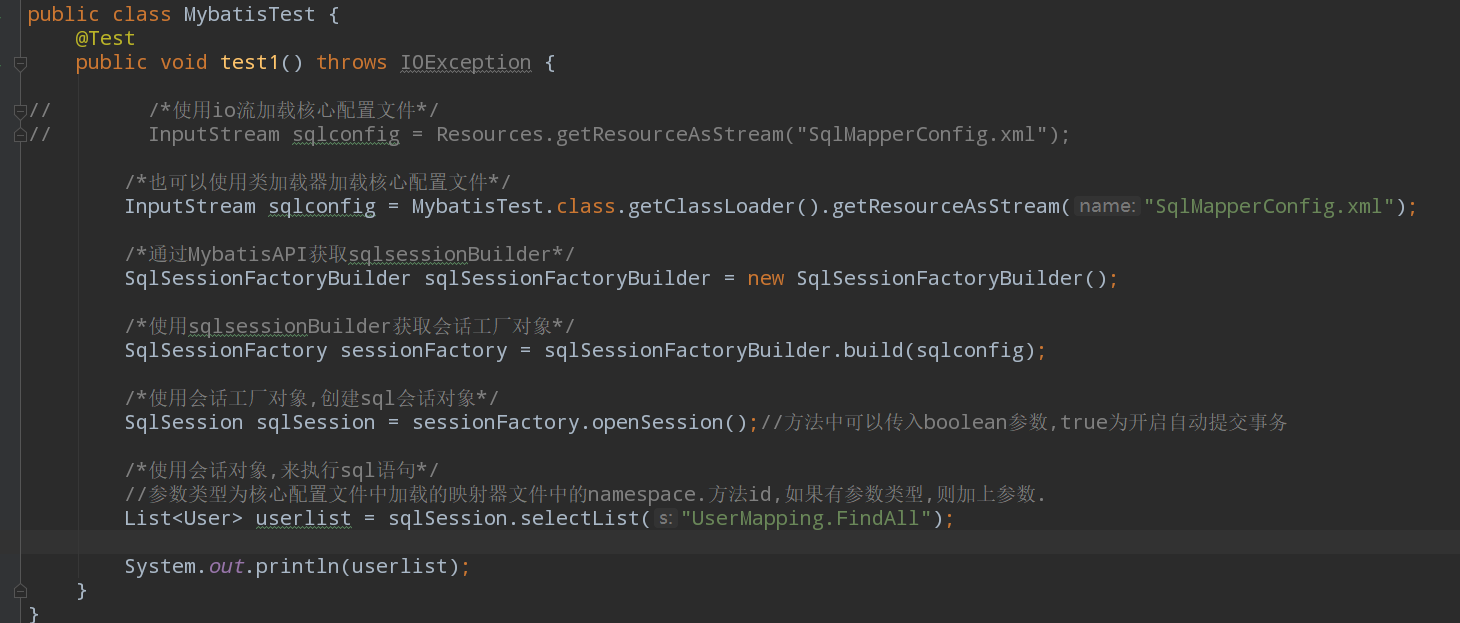 public class MybatisTest {
@Test
public void test1() throws IOException {
// /*使用io流加载核心配置文件*/
// InputStream sqlconfig = Resources.getResourceAsStream("SqlMapperConfig.xml");
/*也可以使用类加载器加载核心配置文件*/
InputStream sqlconfig = MybatisTest.class.getClassLoader().getResourceAsStream( name: "SqlMapperConfig.xml");
/*通过MybatisAPI获取sqlsessionBuilder*/
SqlSessionFactoryBuilder sqlSessionFactoryBuilder = new SqlSessionFactoryBuilder();
/*使用sqlsessionBuilder获取会话工厂对象*/
SqlSessionFactory sessionFactory = sqlSessionFactoryBuilder.build(sqlconfig);
/*使用会话工厂对象,创建sql会话对象*/
SqlSession sqlSession = sessionFactory.openSession();//方法中可以传入boolean参数,true为开启自动提交事务
/*使用会话对象,来执行sql语句*/
//参数类型为核心配置文件中加载的映射器文件中的namespace.方法id,如果有参数类型,则加上参数.
List<User> userlist = sqlSession.selectList( s: "UserMapping.FindAll");
System.out.println(userlist);
}
}